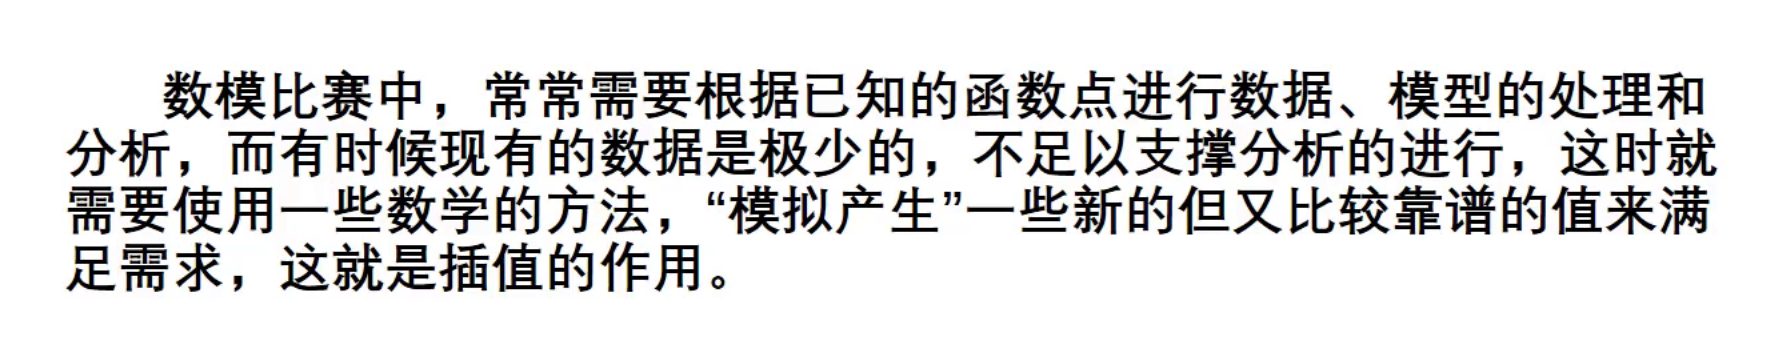 数模比赛中，常常需要根据已知的函数点进行数据、模型的处理和
分析，而有时候现有的数据是极少的，不足以支撑分析的进行，这时就
需要使用一些数学的方法，“模拟产生”一些新的但又比较靠谱的值来满
足需求，这就是插值的作用。